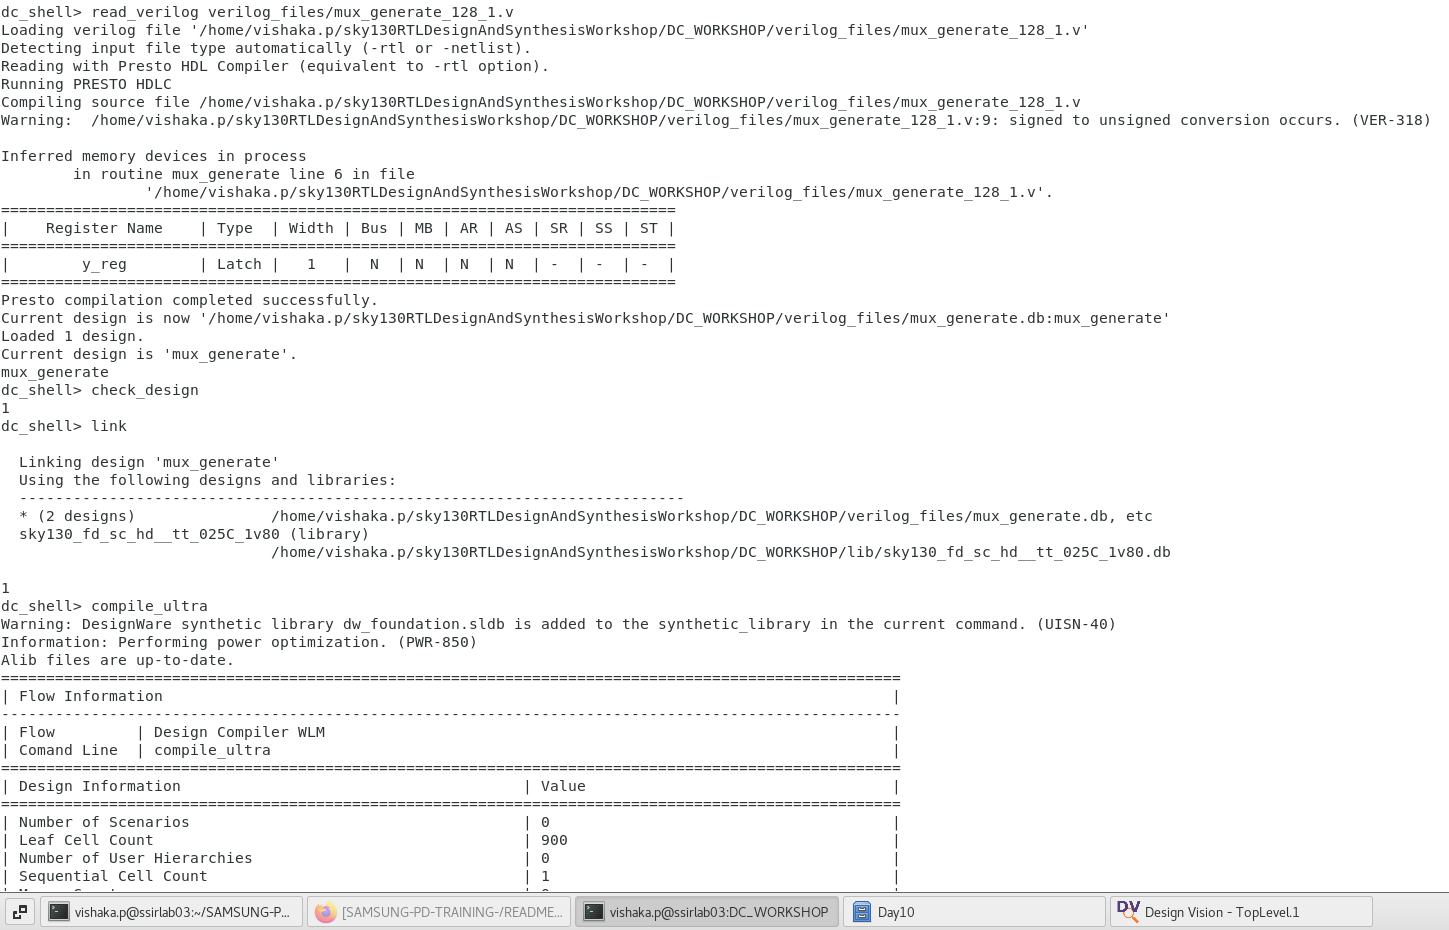 dc_shell> read_verilog verilog_files/mux_generate_128_1.v
Loading verilog file '/home/vishaka.p/sky130RTLDesignAndSynthesisWorkshop/DC_WORKSHOP/verilog_files/mux_generate_128_1.v'
Detecting input file type automatically (-rtl or -netlist).
Reading with Presto HDL Compiler (equivalent to -rtl option).
Running PRESTO HDLC
Compiling source file /home/vishaka.p/sky130RTLDesignAndSynthesisWorkshop/DC_WORKSHOP/verilog_files/mux_generate_128_1.v
Warning:  /home/vishaka.p/sky130RTLDesignAndSynthesisWorkshop/DC_WORKSHOP/verilog_files/mux_generate_128_1.v:9: signed to unsigned conversion occurs. (VER-318)
Inferred memory devices in process
        in routine mux_generate line 6 in file
                '/home/vishaka.p/sky130RTLDesignAndSynthesisWorkshop/DC_WORKSHOP/verilog_files/mux_generate_128_1.v'.
===========================================================================
|    Register Name    | Type  | Width | Bus | MB | AR | AS | SR | SS | ST |
===========================================================================
|        y_reg        | Latch |   1   |  N  | N  | N  | N  | -  | -  | -  |
===========================================================================
Presto compilation completed successfully.
Current design is now '/home/vishaka.p/sky130RTLDesignAndSynthesisWorkshop/DC_WORKSHOP/verilog_files/mux_generate.db:mux_generate'
Loaded 1 design.
Current design is 'mux_generate'.
mux_generate
dc_shell> check_design
1
dc_shell> link
  Linking design 'mux_generate'
  Using the following designs and libraries:
  --------------------------------------------------------------------------
  * (2 designs)               /home/vishaka.p/sky130RTLDesignAndSynthesisWorkshop/DC_WORKSHOP/verilog_files/mux_generate.db, etc
  sky130_fd_sc_hd__tt_025C_1v80 (library)
                              /home/vishaka.p/sky130RTLDesignAndSynthesisWorkshop/DC_WORKSHOP/lib/sky130_fd_sc_hd__tt_025C_1v80.db
1
dc_shell> compile_ultra
Warning: DesignWare synthetic library dw_foundation.sldb is added to the synthetic_library in the current command. (UISN-40)
Information: Performing power optimization. (PWR-850)
Alib files are up-to-date.
====================================================================================================
| Flow Information                                                                                 |
----------------------------------------------------------------------------------------------------
| Flow         | Design Compiler WLM                                                               |
| Comand Line  | compile_ultra                                                                     |
====================================================================================================
| Design Information                                      | Value                                  |
====================================================================================================
| Number of Scenarios                                     | 0                                      |
| Leaf Cell Count                                         | 900                                    |
| Number of User Hierarchies                              | 0                                      |
| Sequential Cell Count                                   | 1                                      |
vishaka.p@ssirlab03:~/SAMSUNG-P...
[SAMSUNG-PD-TRAINING-/README...
vishaka.p@ssirlab03:DC_WORKSHOP
Day10
DV Design Vision - TopLevel.1